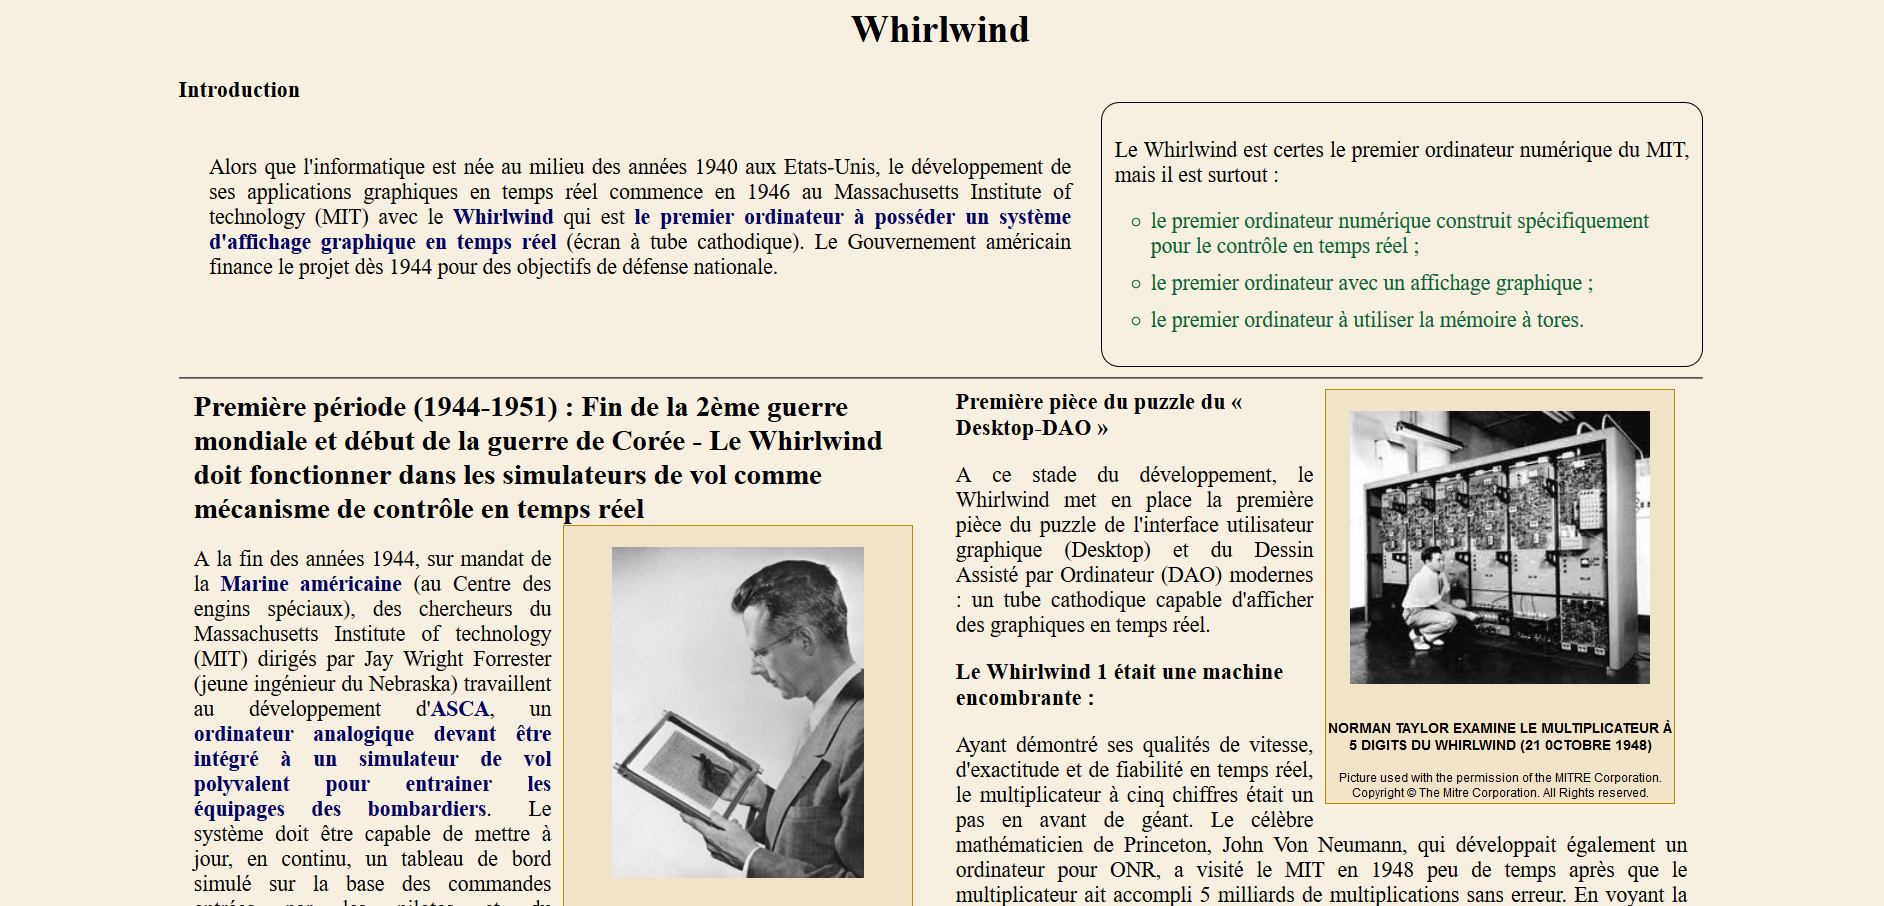 Whirlwind
Introduction
Alors que l'informatique est née au milieu des années 1940 aux Etats-Unis, le développement de
ses applications graphiques en temps réel commence en 1946 au Massachusetts Institute of
technology (MIT) avec le Whirlwind qui est le premier ordinateur à posséder un système
d'affichage graphique en temps réel (écran à tube cathodique). Le Gouvernement américain
finance le projet dès 1944 pour des objectifs de défense nationale.
Le Whirlwind est certes le premier ordinateur numérique du MIT,
mais il est surtout :
le premier ordinateur numérique construit spécifiquement
pour le contrôle en temps réel ;
le premier ordinateur avec un affichage graphique ;
le premier ordinateur à utiliser la mémoire à tores.
Première période (1944-1951) : Fin de la 2ème guerre
mondiale et début de la guerre de Corée - Le Whirlwind
doit fonctionner dans les simulateurs de vol comme
mécanisme de contrôle en temps réel
A la fin des années 1944, sur mandat de
la Marine américaine (au Centre des
engins spéciaux), des chercheurs du
Massachusetts Institute of technology
(MIT) dirigés par Jay Wright Forrester
(jeune ingénieur du Nebraska) travaillent
au développement d'ASCA, un
ordinateur analogique devant être
intégré à un simulateur de vol
polyvalent pour entrainer les
équipages des bombardiers. Le
système doit être capable de mettre à
jour, en continu, un tableau de bord
simulé sur la base des commandes
Première pièce du puzzle du «
Desktop-DAO »
A ce stade du développement, le
Whirlwind met en place la première
pièce du puzzle de l'interface utilisateur
graphique (Desktop) et du Dessin
Assisté par Ordinateur (DAO) modernes
: un tube cathodique capable d'afficher
des graphiques en temps réel.
Le Whirlwind 1 était une machine
encombrante :
Ayant démontré ses qualités de vitesse,
d'exactitude et de fiabilité en temps réel,
le multiplicateur à cinq chiffres était un
pas en avant de géant. Le célèbre
mathématicien de Princeton, John Von Neumann, qui développait également un
ordinateur pour ONR, a visité le MIT en 1948 peu de temps après que le
multiplicateur ait accompli 5 milliards de multiplications sans erreur. En voyant la
NORMAN TAYLOR EXAMINE LE MULTIPLICATEUR À
5 DIGITS DU WHIRLWIND (21 0CTOBRE 1948)
Picture used with the permission of the MITRE Corporation.
Copyright © The Mitre Corporation. All Rights reserved.